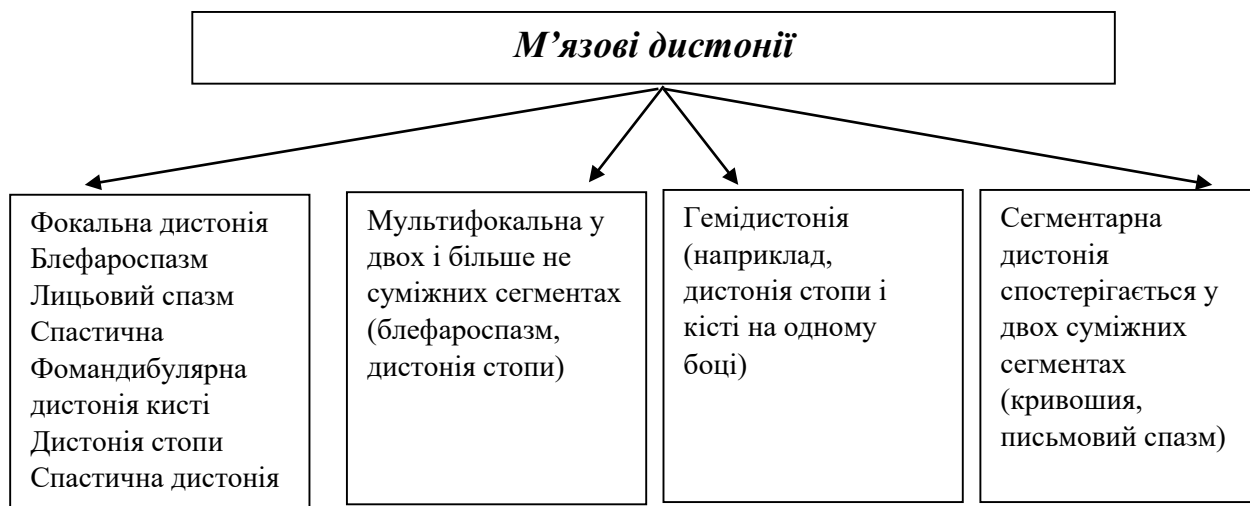 М’язові дистонії
Фокальна дистонія
Блефароспазм
Лицьовий спазм
Спастична
Фомандибулярна
дистонія кисті
Дистонія стопи
Спастична дистонія
Мультифокальна у
двох і більше не
суміжних сегментах
(блефароспазм,
дистонія стопи)
Гемідистонія
(наприклад,
дистонія стопи і
кісті на одному
боці)
Сегментарна
дистонія
спостерігається у
двох суміжних
сегментах
(кривошия,
письмовий спазм)